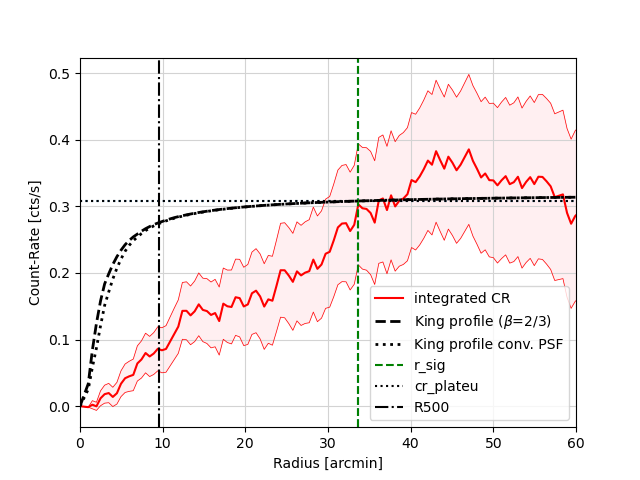 0.5
0.4
0.3
0.2
0.1
0.0
Count-Rate [cts/s]
integrated CR
King profile (β=2/3)
King profile conv. PSF
r_sig
cr_plateu
R500
0 10 20 30 40 50 60
Radius [arcmin]